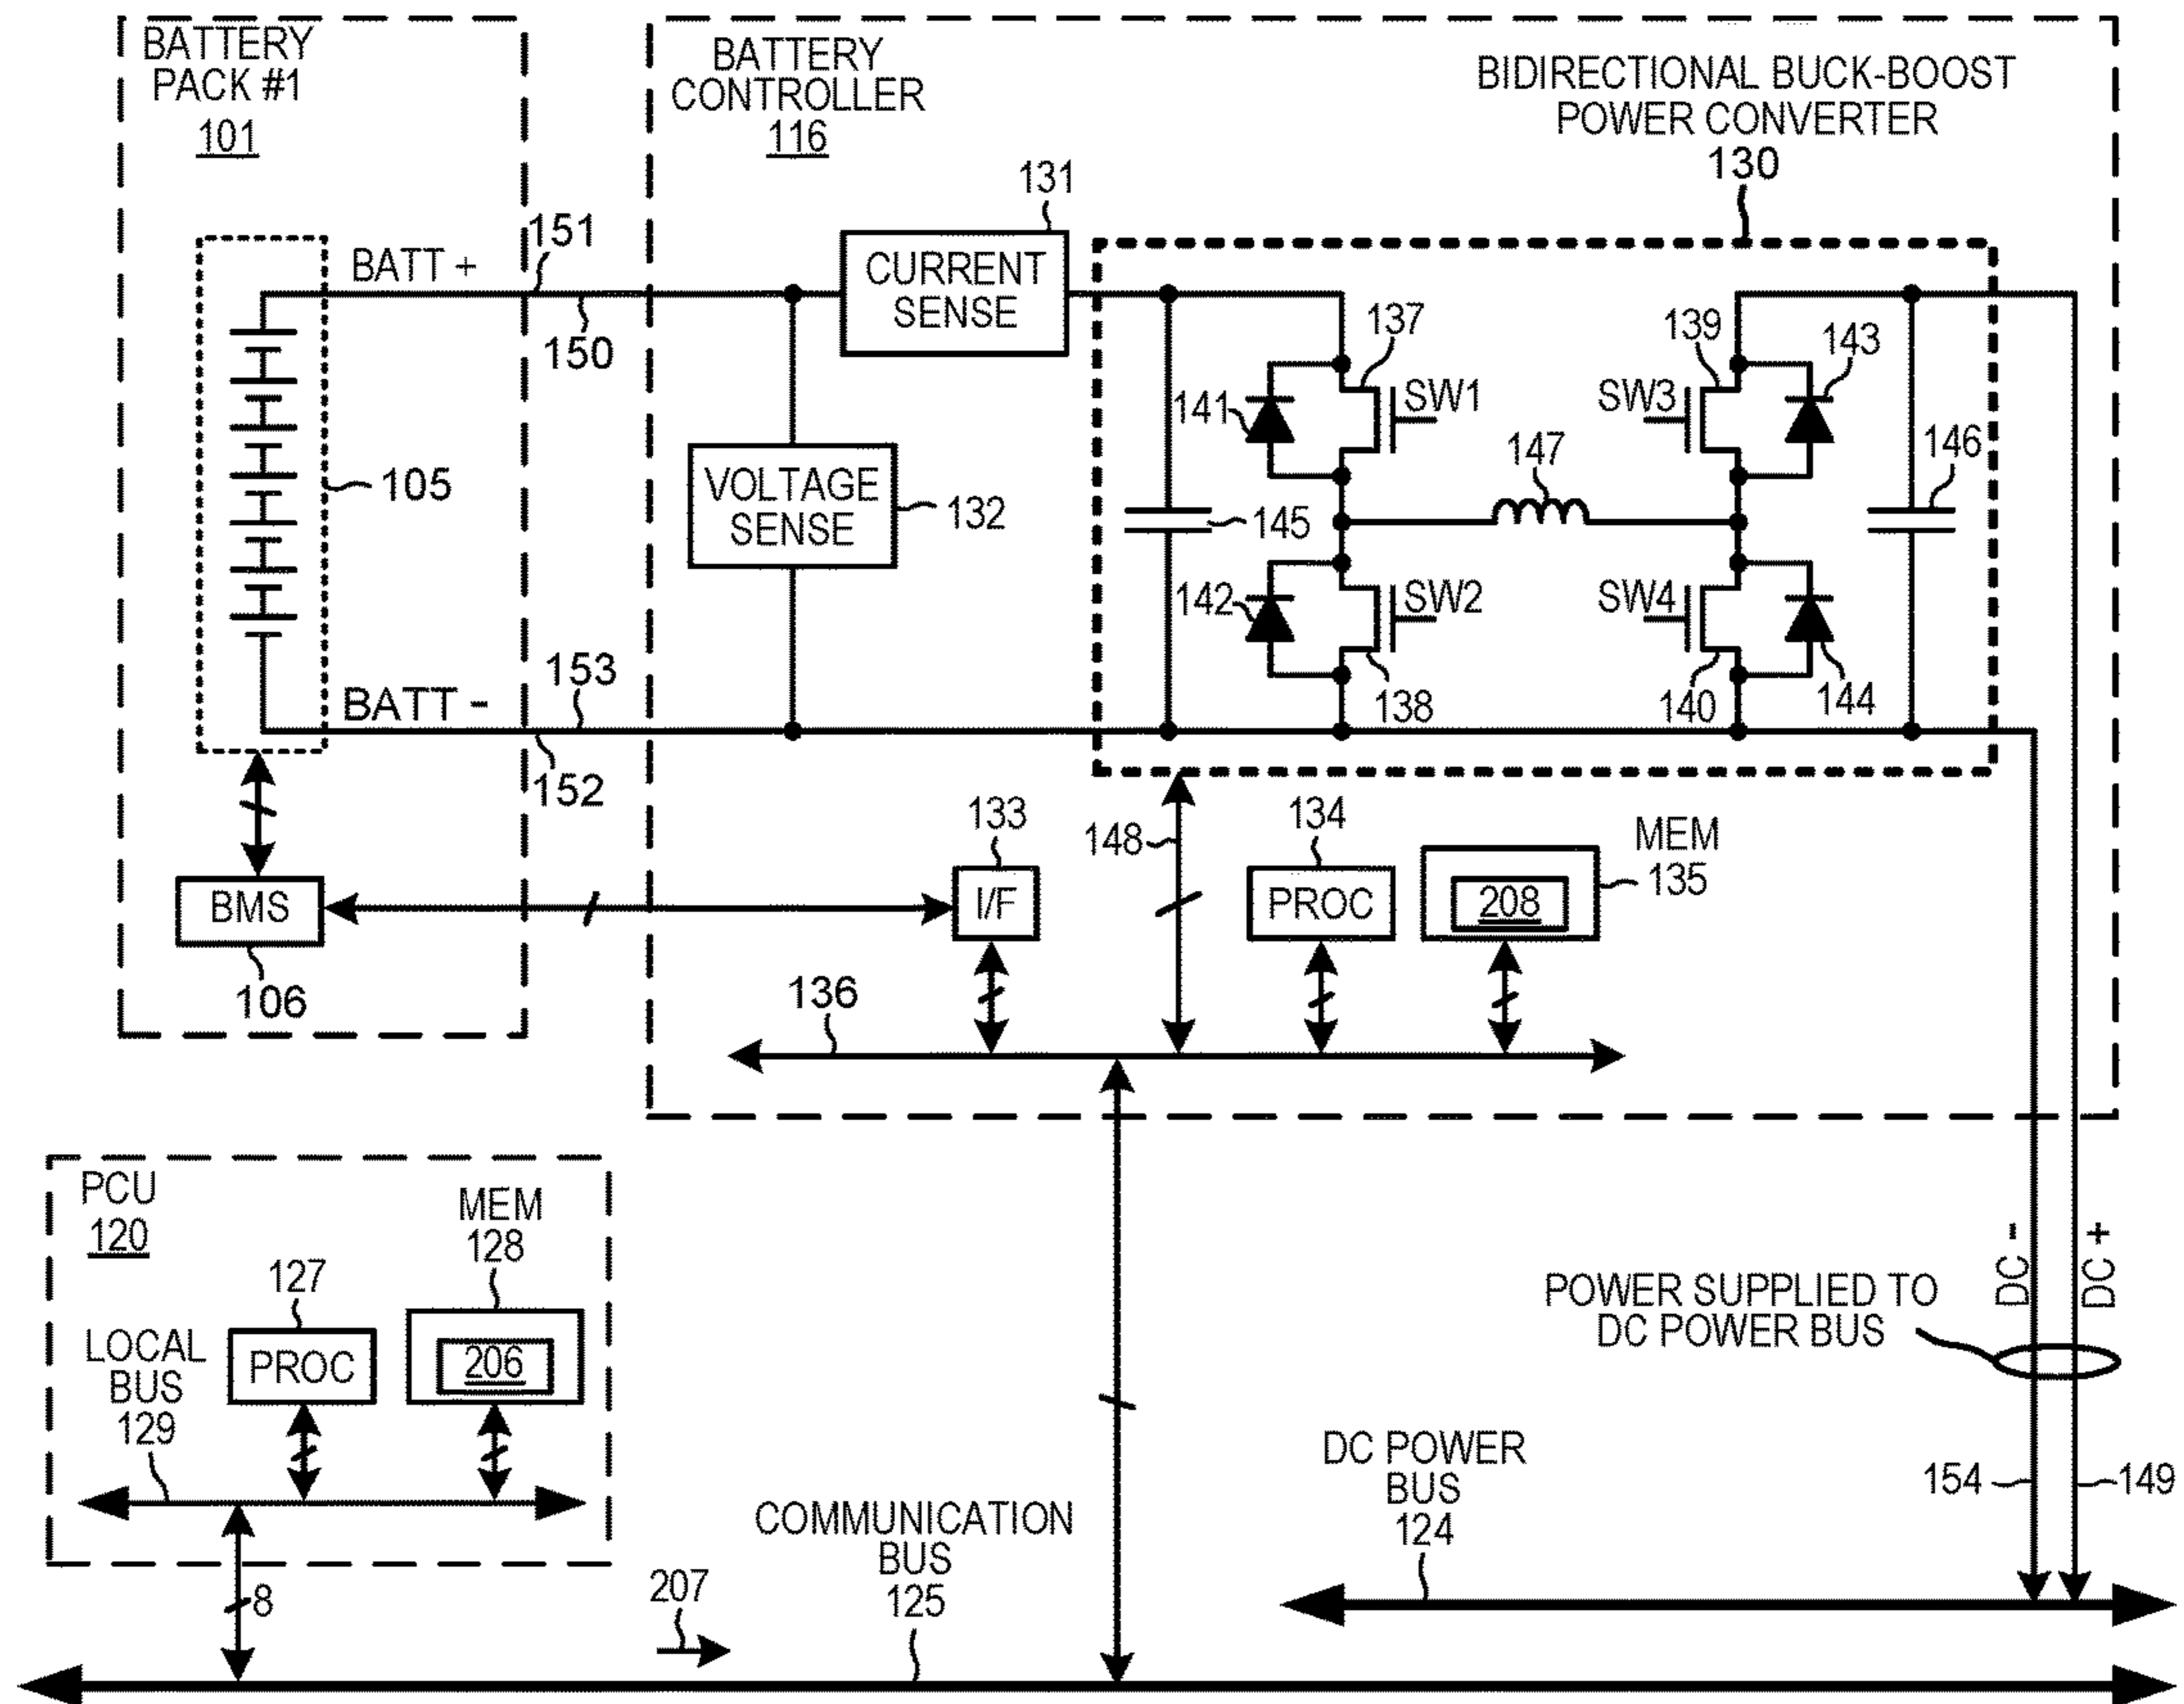 BATTERY
PACK #1
101
BATTERY
CONTROLLER
116
BIDIRECTIONAL BUCK-BOOST
POWER CONVERTER
130
131
151
BATT +
CURRENT
SENSE
150
137
139
143
141
SW1
SW3
147
146
105
VOLTAGE
SENSE
132
145
142
SW2
SW4
153
BATT -
138
140
144
152
133
148
134
MEM
135
BMS
I/F
PROC
208
106
136
PCU
120
MEM
128
127
LOCAL
BUS
129
PROC
206
DC -
DC +
POWER SUPPLIED TO
DC POWER BUS
DC POWER
BUS
124
154
149
COMMUNICATION
BUS
125
207
8